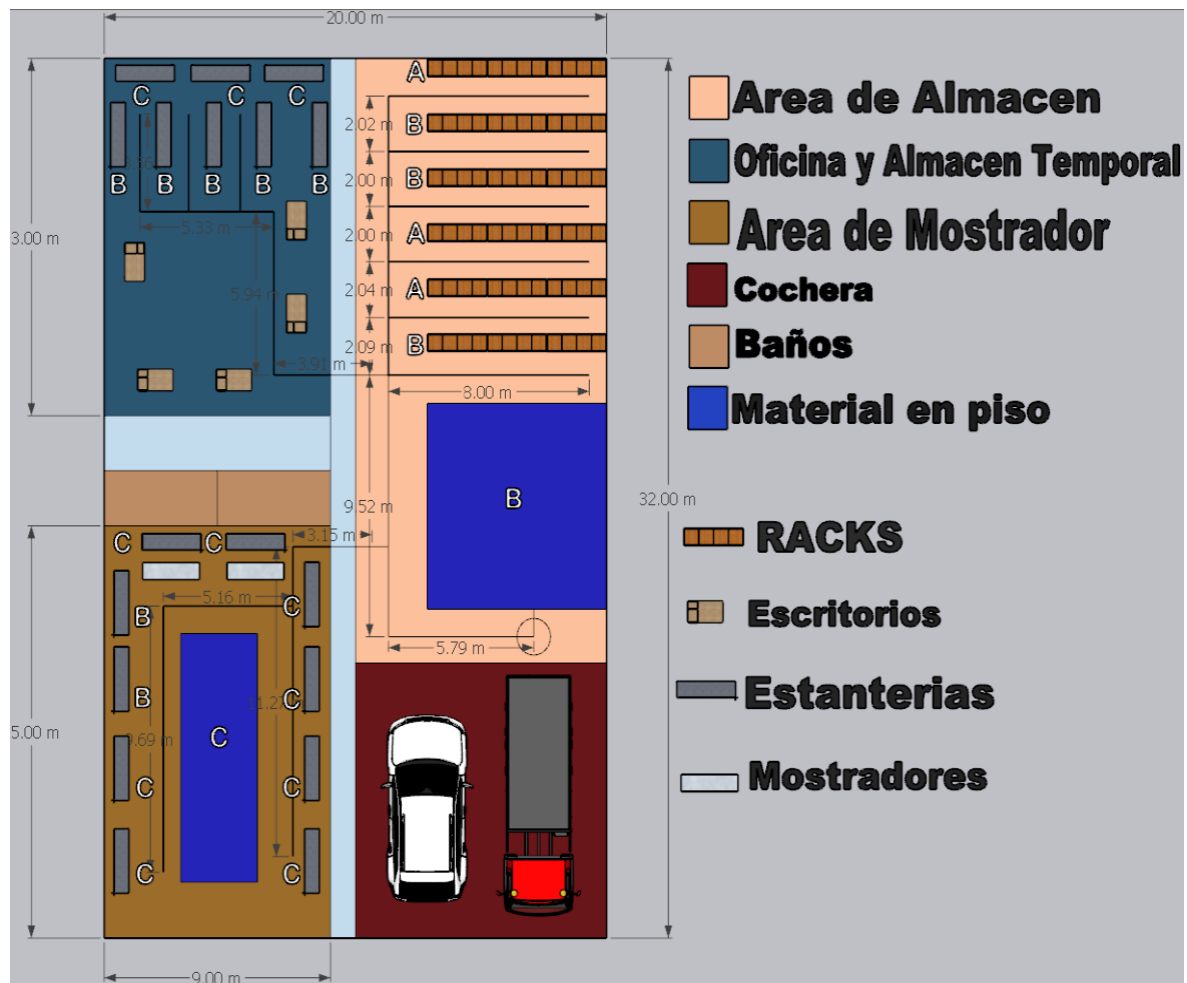 20.00 m
A
C C C
2.02 m
B
2.00 m
B
B B B B B
5.33 m
2.00 m
A
3.00 m
5.94 m
2.04 m
A
2.09 m
B
3.91 m
8.00 m
B
9.52 m
32.00 m
3.15 m
C C
5.16 m
C
B
5.79 m
B
C
C
5.00 m
9.69 m
C
C
C
C
9.00 m
Area de Almacen
Oficina y Almacen Temporal
Area de Mostrador
Cochera
Baños
Material en piso
RACKS
Escritorios
Estanterias
Mostradores